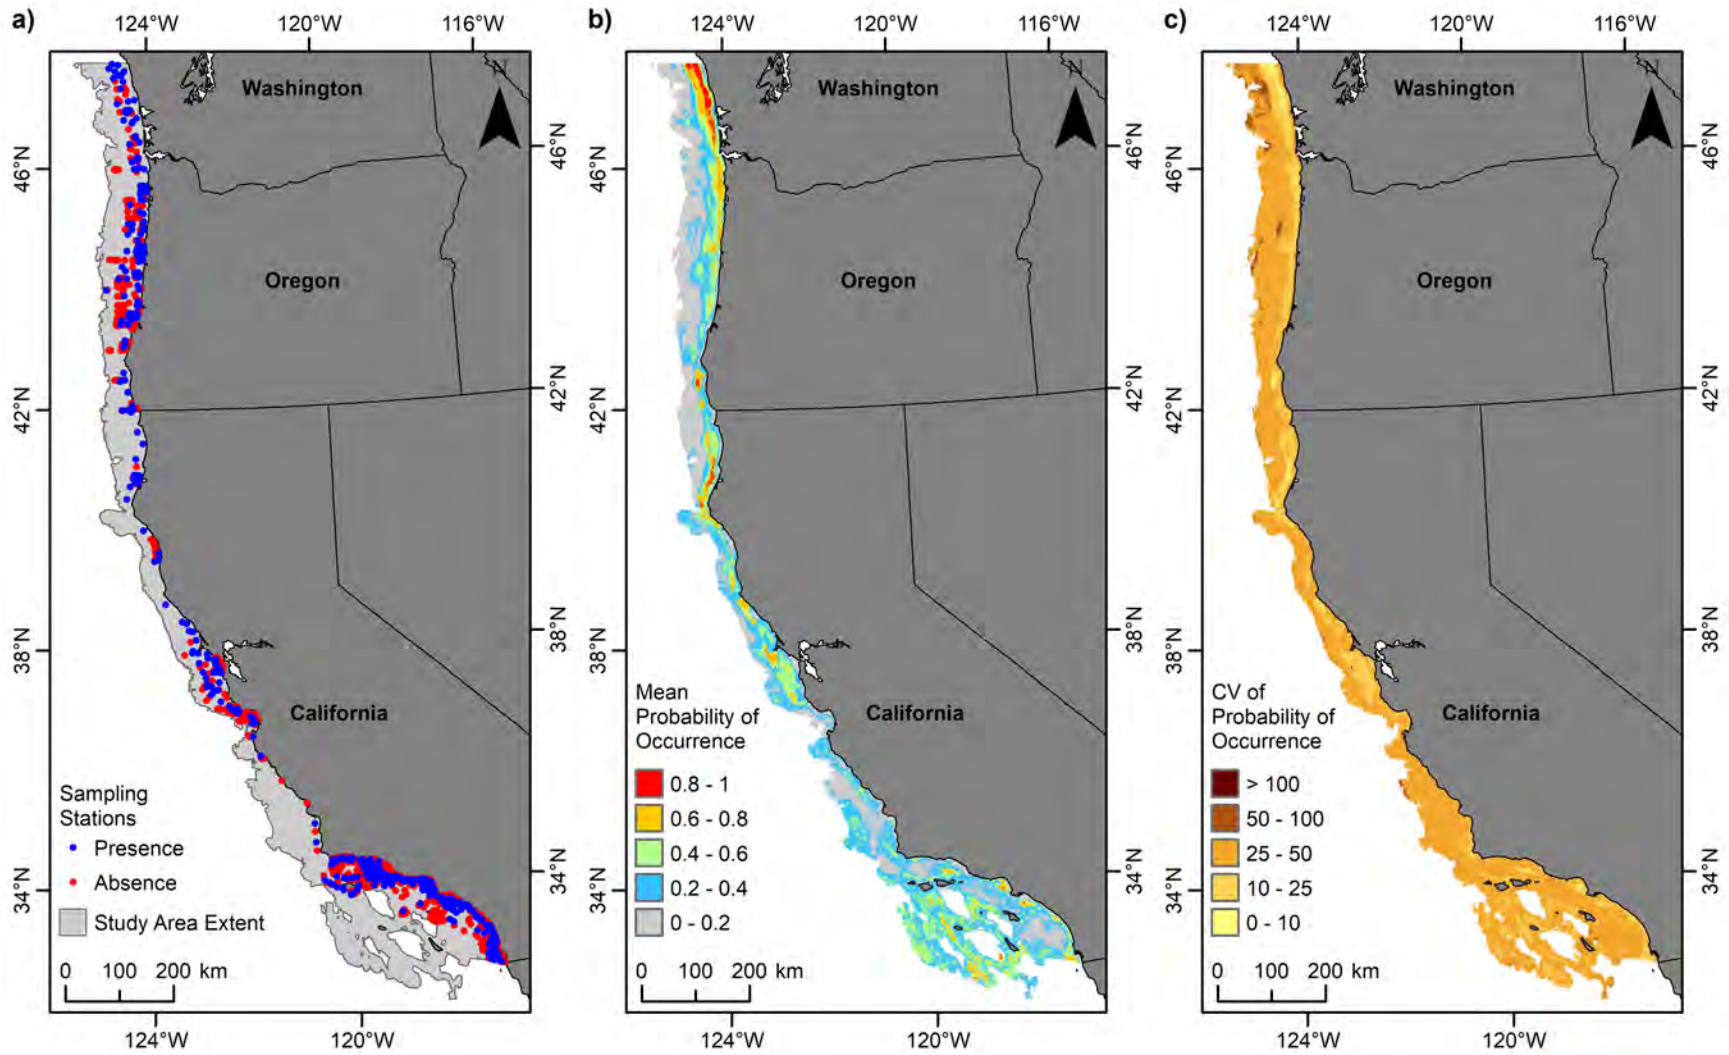 a)
124°W 120°W 116°W
N
Washington
46°N
46°N
Oregon
42°N
42°N
38°N
38°N
California
34°N
34°N
Sampling
Stations
Presence
Absence
Study Area Extent
0 100 200 km
124°W 120°W
b)
124°W 120°W 116°W
N
Washington
46°N
46°N
Oregon
42°N
42°N
38°N
38°N
California
34°N
34°N
Mean
Probability of
Occurrence
0.8 - 1
0.6 - 0.8
0.4 - 0.6
0.2 - 0.4
0 - 0.2
0 100 200 km
124°W 120°W
c)
124°W 120°W 116°W
N
Washington
46°N
46°N
Oregon
42°N
42°N
38°N
38°N
California
34°N
34°N
CV of
Probability of
Occurrence
> 100
50 - 100
25 - 50
10 - 25
0 - 10
0 100 200 km
124°W 120°W